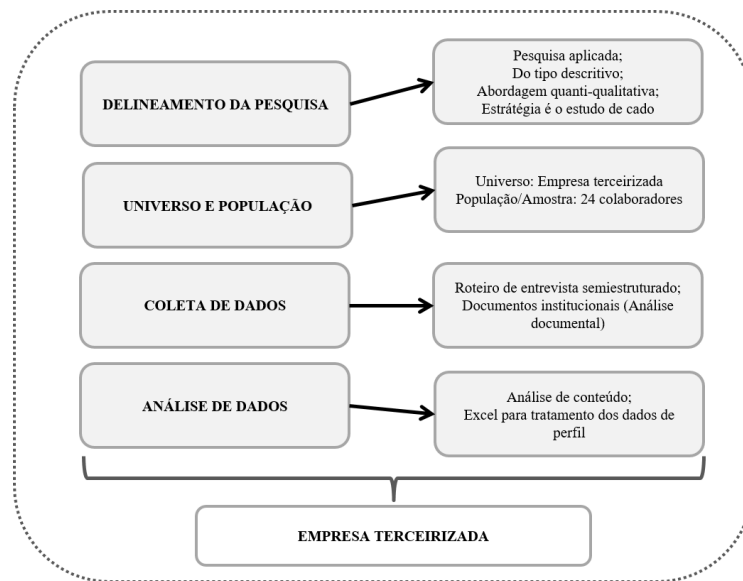 DELINEAMENTO DA PESQUISA
Pesquisa aplicada;
Do tipo descritivo;
Abordagem quanti-qualitativa;
Estrátégia é o estudo de cado
UNIVERSO E POPULAÇÃO
Universo: Empresa terceirizada
População/Amostra: 24 colaboradores
COLETA DE DADOS
Roteiro de entrevista semiestruturado;
Documentos institucionais (Análise
documental)
ANÁLISE DE DADOS
Análise de conteúdo;
Excel para tratamento dos dados de
perfil
EMPRESA TERCEIRIZADA